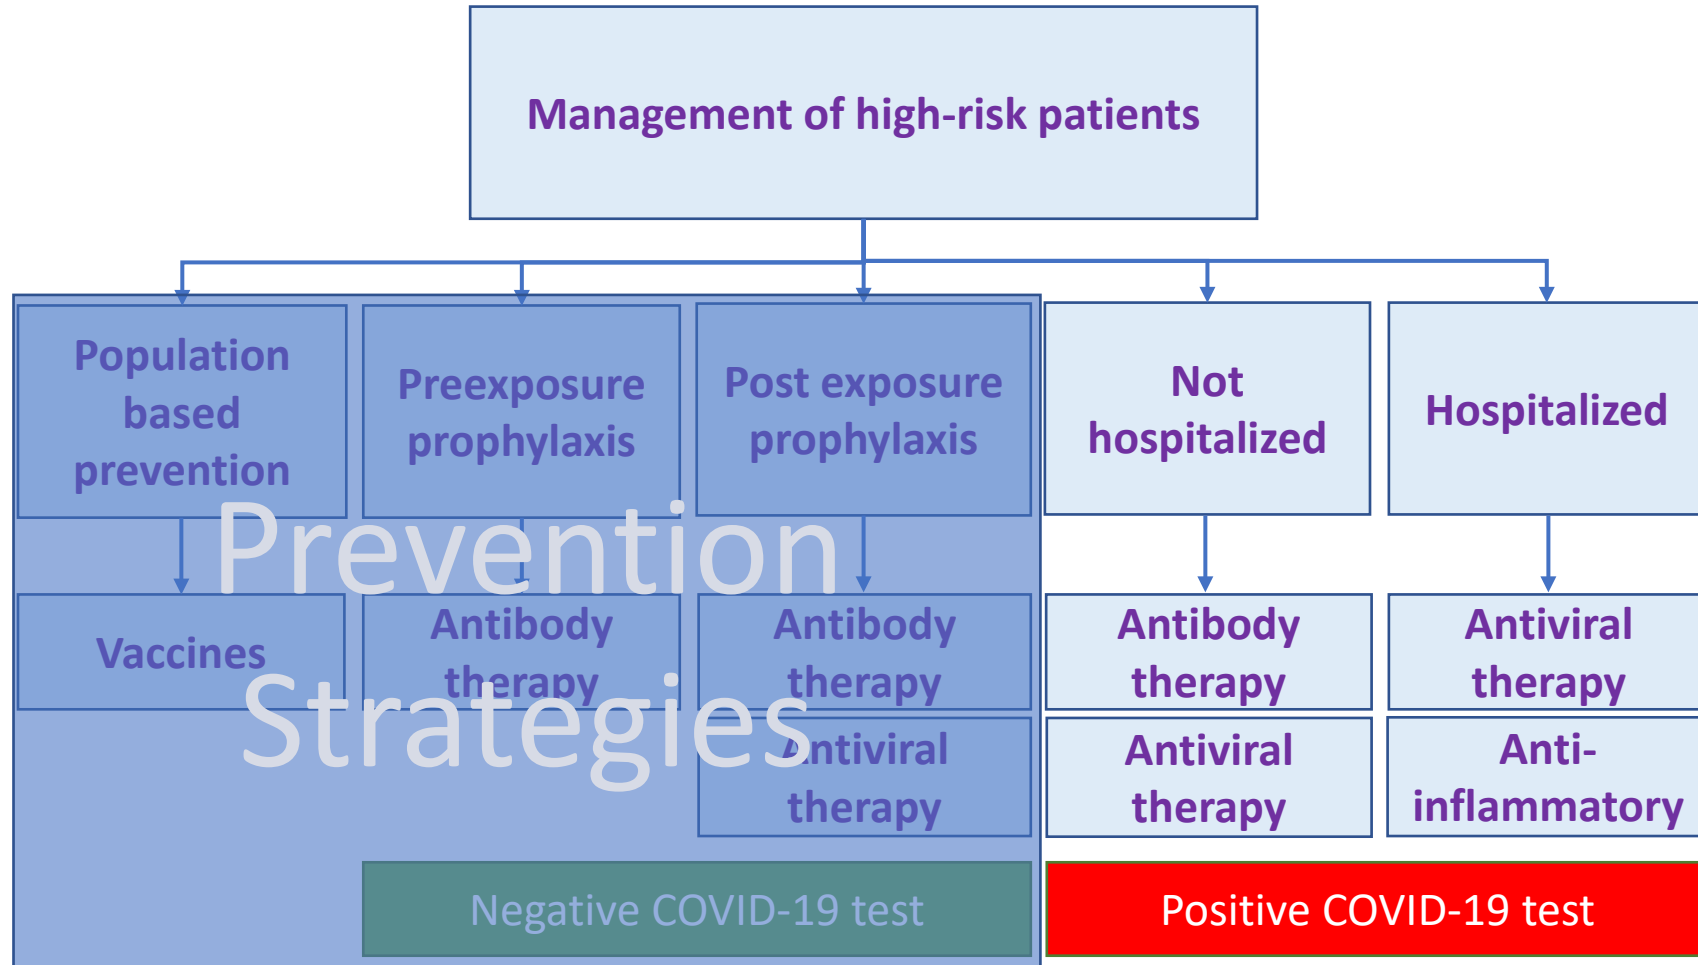 Management of high-risk patients
Population
based
prevention
Preexposure
prophylaxis
Post exposure
prophylaxis
Not
hospitalized
Hospitalized
Prevention
Strategies
Vaccines
Antibody
therapy
Antibody
therapy
Antiviral
therapy
Antibody
therapy
Antiviral
therapy
Antiviral
therapy
Anti-
inflammatory
Negative COVID-19 test
Positive COVID-19 test